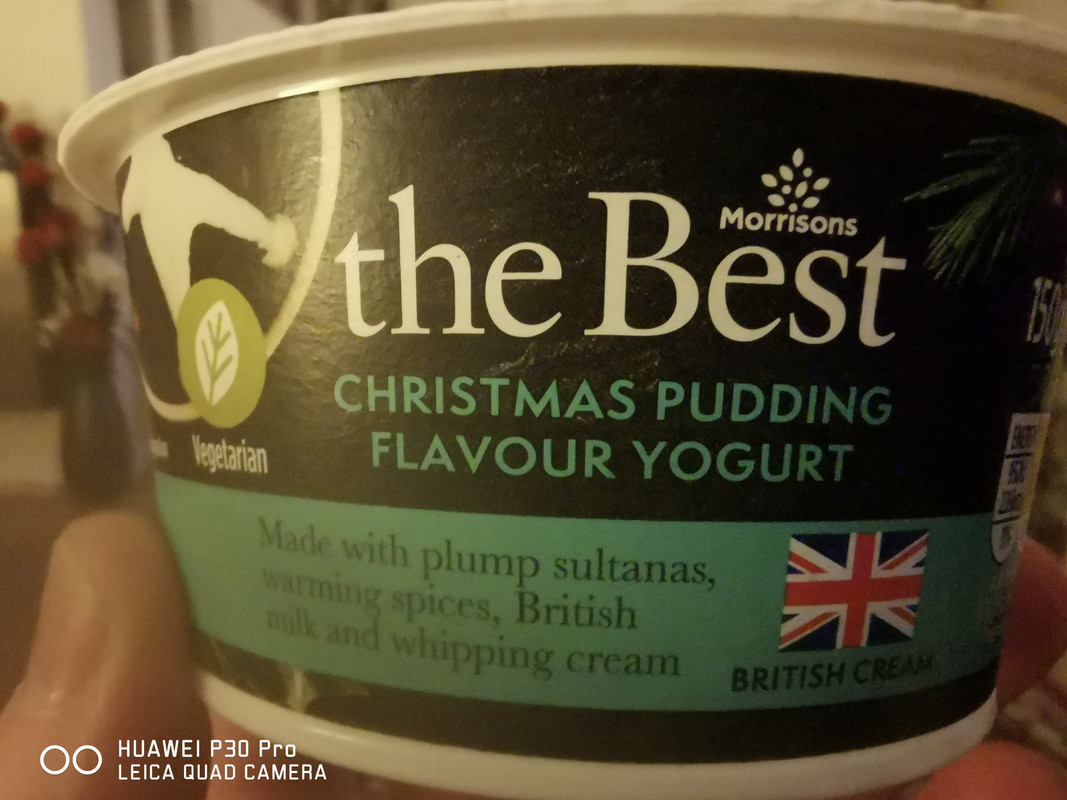 Morrisons
the Best
CHRISTMAS PUDDING
FLAVOUR YOGURT
Vegetarian
Made with plump sultanas,
warming spices, British
milk and whipping cream
BRITISH CREAM
HUAWEI P30 Pro
LEICA QUAD CAMERA